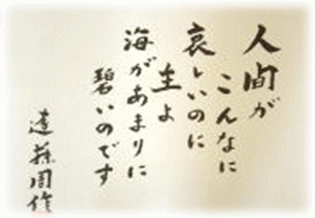 人間が
こんなに
哀しいのに
主よ
海があまりに
碧いのです
遠藤周作